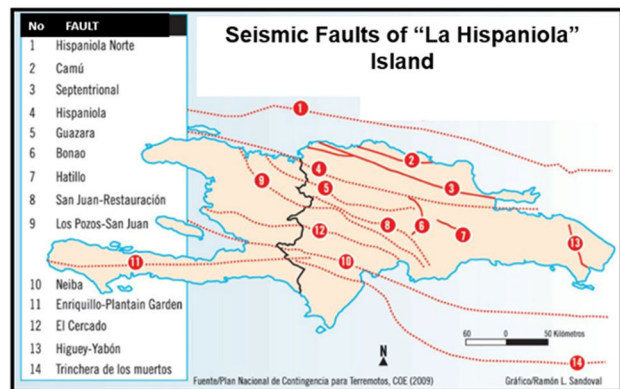 No FAULT
1 Hispaniola Norte
2 Camú
3 Septentrional
4 Hispaniola
5 Guazara
6 Bonao
7 Hatillo
8 San Juan-Restauración
9 Los Pozos-San Juan
10 Neiba
11 Enriquillo-Plantain Garden
12 El Cercado
13 Higuey-Yabón
14 Trinchera de los muertos
Seismic Faults of “La Hispaniola”
Island
1
2
4
3
9
5
8
6
7
12
13
11
10
60 0 50 Kilómetros
N
14
Fuente/Plan Nacional de Contingencia para Terremotos, COE (2009)
Gráfico/Ramón L. Sandoval